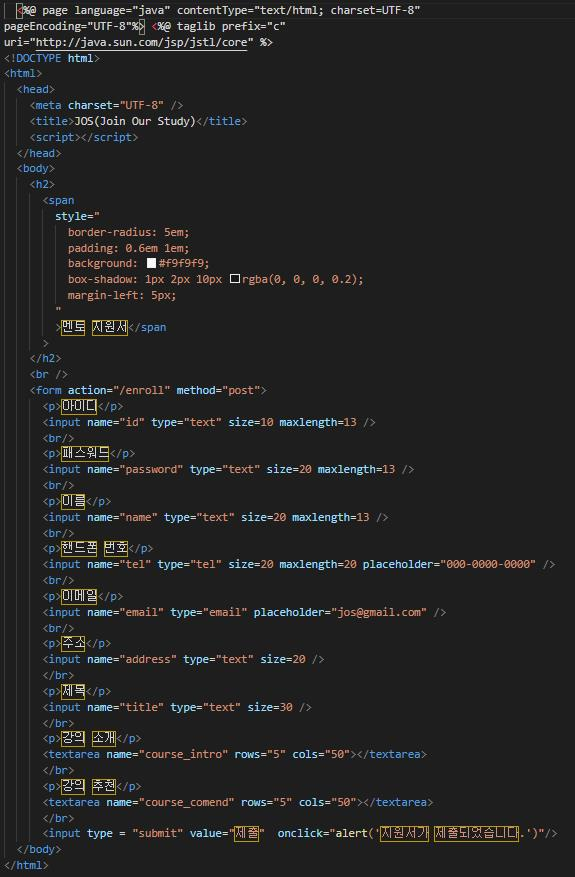 <%@ page language="java" contentType="text/html; charset=UTF-8"
pageEncoding="UTF-8"%> <%@ taglib prefix="c"
uri="http://java.sun.com/jsp/jstl/core" %>
<!DOCTYPE html>
<html>
<head>
<meta charset="UTF-8" />
<title>JOS(Join Our Study)</title>
<script></script>
</head>
<body>
<h2>
<span
style="
border-radius: 5em;
padding: 0.6em 1em;
background: #f9f9f9;
box-shadow: 1px 2px 10px rgba(0, 0, 0, 0.2);
margin-left: 5px;
"
>멘토 지원서</span
>
</h2>
<br />
<form action="/enroll" method="post">
<p>아이디</p>
<input name="id" type="text" size=10 maxlength=13 />
<br/>
<p>패스워드</p>
<input name="password" type="text" size=20 maxlength=13 />
<br/>
<p>이름</p>
<input name="name" type="text" size=20 maxlength=13 />
<br/>
<p>핸드폰 번호</p>
<input name="tel" type="tel" size=20 maxlength=20 placeholder="000-0000-0000" />
<br/>
<p>이메일</p>
<input name="email" type="email" placeholder="jos@gmail.com" />
<br/>
<p>주소</p>
<input name="address" type="text" size=20 />
</br>
<p>제목</p>
<input name="title" type="text" size=30 />
</br>
<p>강의 소개</p>
<textarea name="course_intro" rows="5" cols="50"></textarea>
</br>
<p>강의 추천</p>
<textarea name="course_comend" rows="5" cols="50"></textarea>
</br>
<input type = "submit" value="제출"  onclick="alert('지원서가 제출되었습니다.')"/>
</body>
</html>